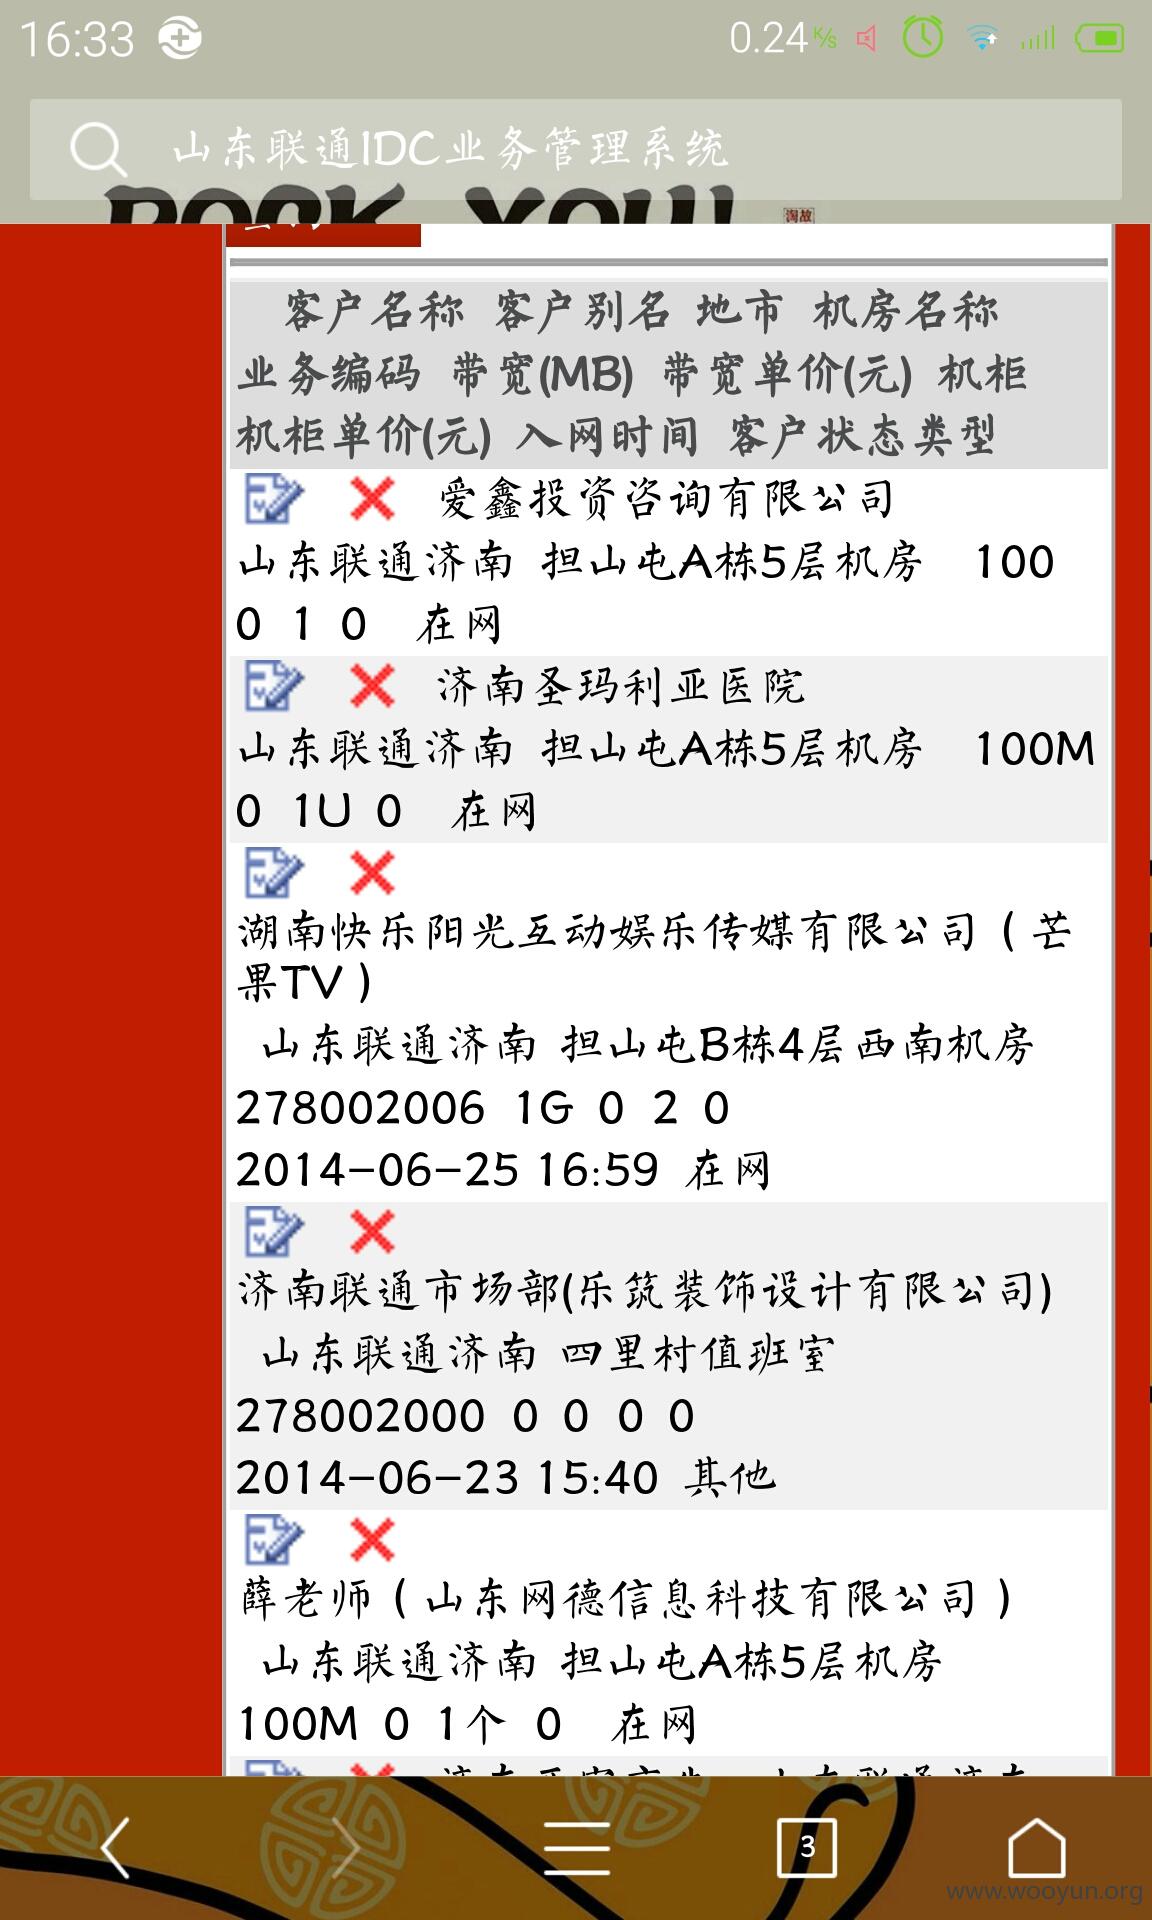 16:33
0.24 K/s
山东联通IDC业务管理系统
ROCK YOU!
淘故
客户名称 客户别名 地市 机房名称
业务编码 带宽(MB) 带宽单价(元) 机柜
机柜单价(元) 入网时间 客户状态类型
爱鑫投资咨询有限公司
山东联通济南 担山屯A栋5层机房 100
0 1 0 在网
济南圣玛利亚医院
山东联通济南 担山屯A栋5层机房 100M
0 1U 0 在网
湖南快乐阳光互动娱乐传媒有限公司（芒
果TV）
山东联通济南 担山屯B栋4层西南机房
278002006 1G 0 2 0
2014-06-25 16:59 在网
济南联通市场部(乐筑装饰设计有限公司)
山东联通济南 四里村值班室
278002000 0 0 0 0
2014-06-23 15:40 其他
薛老师（山东网德信息科技有限公司）
山东联通济南 担山屯A栋5层机房
100M 0 1个 0 在网
3
www.wooyun.org